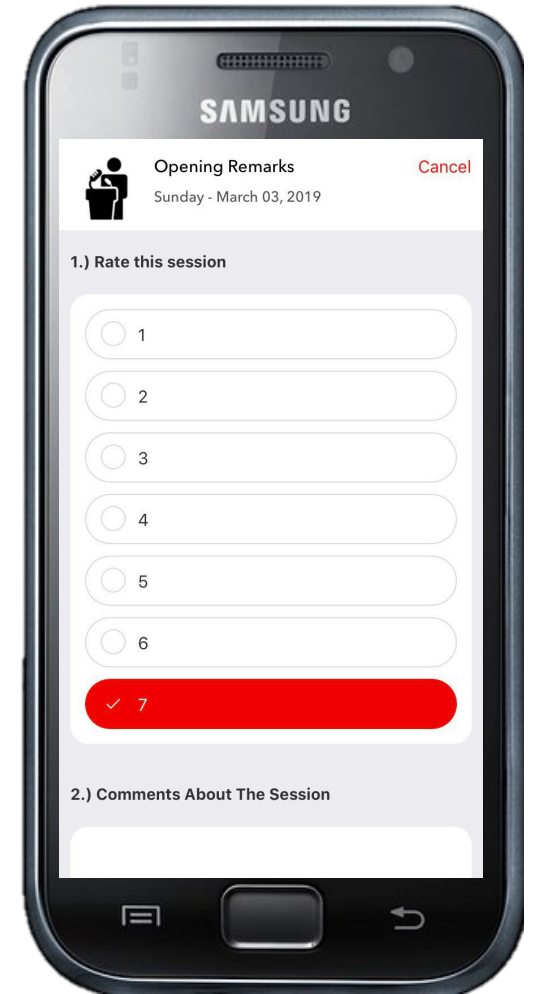 SAMSUNG
Opening Remarks
Cancel
Sunday - March 03, 2019
1.) Rate this session
1
2
3
4
5
6
7
2.) Comments About The Session